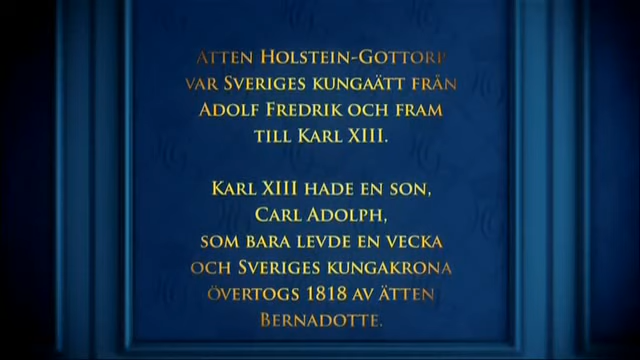 ÄTTEN HOLSTEIN-GOTTORP
VAR SVERIGES KUNGAÄTT FRÅN
ADOLF FREDRIK OCH FRAM
TILL KARL XIII.
KARL XIII HADE EN SON,
CARL ADOLPH,
SOM BARA LEVDE EN VECKA
OCH SVERIGES KUNGAKRONA
ÖVERTOGS 1818 AV ÄTTEN
BERNADOTTE.